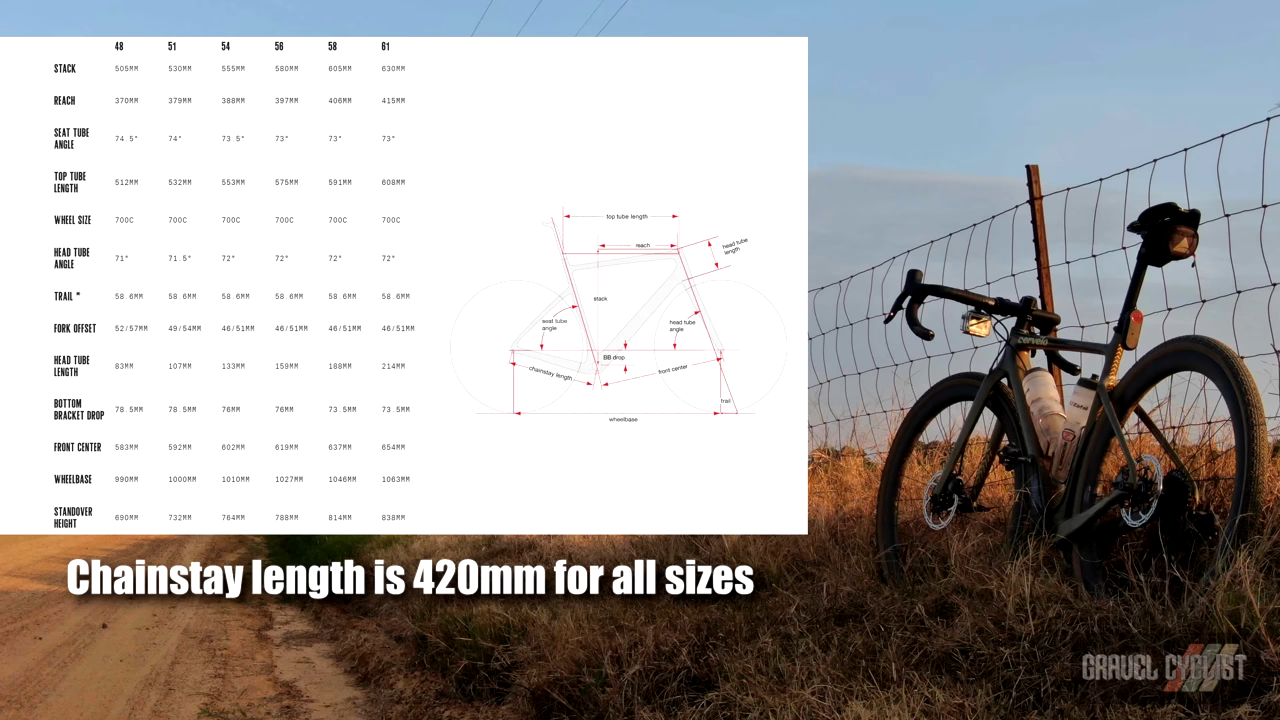 48 51 54 56 58 61
STACK 505MM 530MM 555MM 580MM 605MM 630MM
REACH 370MM 379MM 388MM 397MM 406MM 415MM
SEAT TUBE
ANGLE 74.5° 74° 73.5° 73° 73° 73°
TOP TUBE
LENGTH 512MM 532MM 553MM 575MM 591MM 608MM
WHEEL SIZE 700C 700C 700C 700C 700C 700C
HEAD TUBE
ANGLE 71° 71.5° 72° 72° 72° 72°
TRAIL * 58.6MM 58.6MM 58.6MM 58.6MM 58.6MM 58.6MM
FORK OFFSET 52/57MM 49/54MM 46/51MM 46/51MM 46/51MM 46/51MM
HEAD TUBE
LENGTH 83MM 107MM 133MM 159MM 188MM 214MM
BOTTOM
BRACKET DROP 78.5MM 78.5MM 76MM 76MM 73.5MM 73.5MM
FRONT CENTER 583MM 592MM 602MM 619MM 637MM 654MM
WHEELBASE 990MM 1000MM 1010MM 1027MM 1046MM 1063MM
STANDOVER
HEIGHT 690MM 732MM 764MM 788MM 814MM 838MM
top tube length
reach
head tube
length
stack
seat tube
angle
head tube
angle
BB drop
chainstay length
front center
trail
wheelbase
cervélo
Chainstay length is 420mm for all sizes
GRAVEL CYCLIST